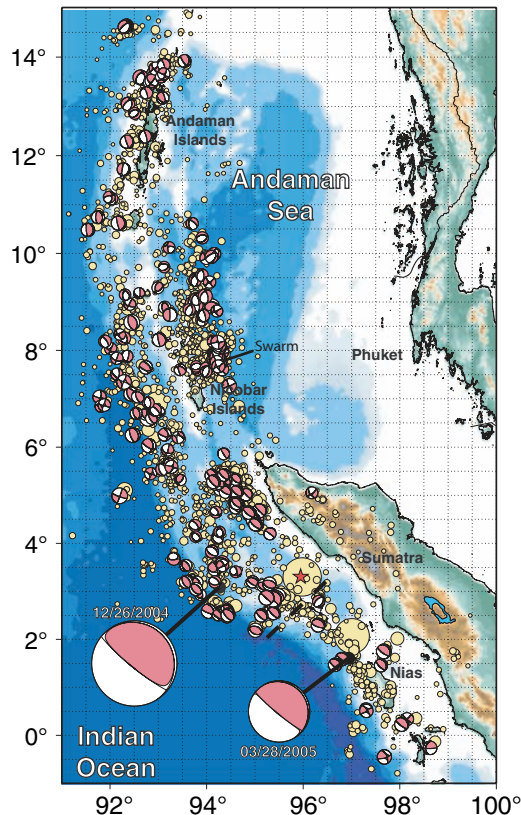 14°
Andaman
Islands
12°
Andaman
Sea
10°
Swarm
8°
Phuket
Nicobar
Islands
6°
4°
Sumatra
12/26/2004
2°
Nias
0°
03/28/2005
Indian
Ocean
92°
94°
96°
98°
100°